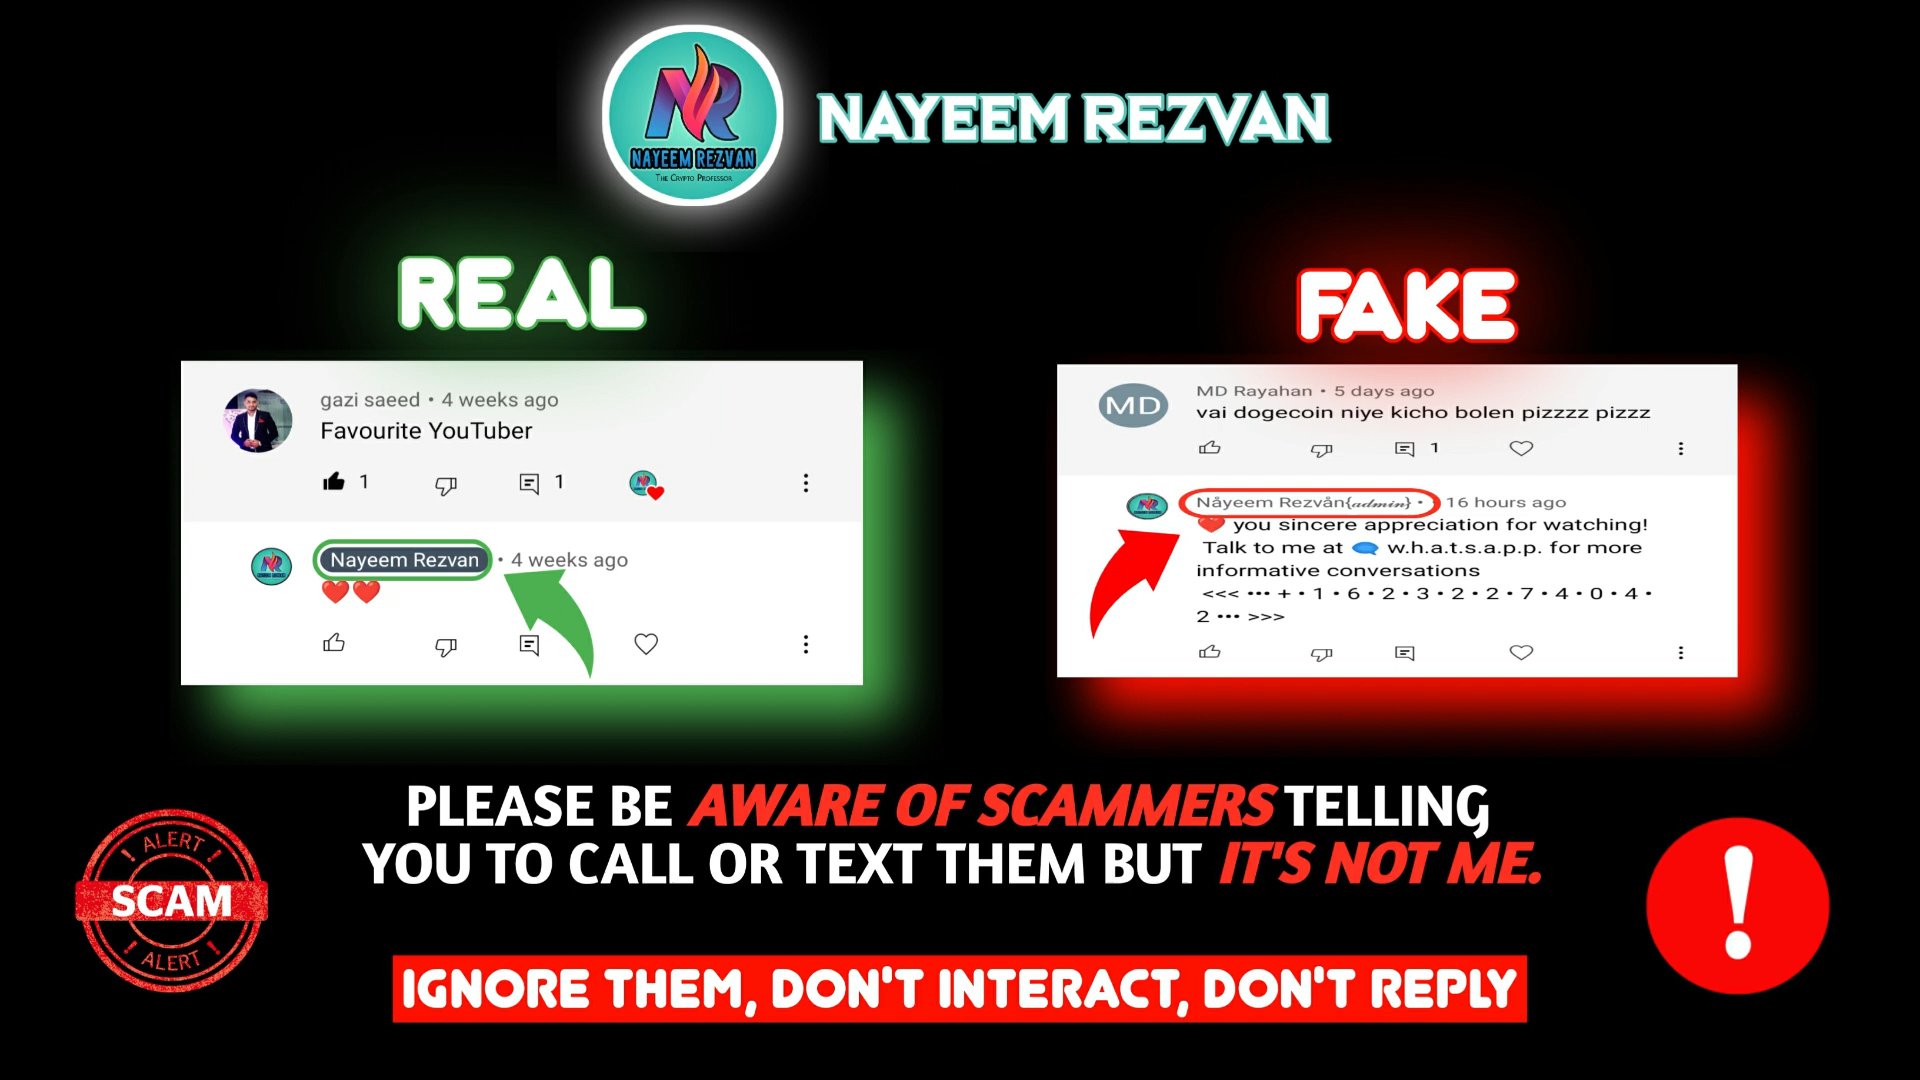 NAYEEM REZVAN
THE CRYPTO PROFESSOR
NAYEEM REZVAN
REAL
gazi saeed • 4 weeks ago
Favourite YouTuber
1
1
Nayeem Rezvan • 4 weeks ago
❤️❤️
FAKE
MD
MD Rayahan • 5 days ago
vai dogecoin niye kicho bolen pizzzz pizzz
1
Nåyeem Rezvån{𝒶𝒹𝓂𝒾𝓃} • 16 hours ago
❤️ you sincere appreciation for watching!
Talk to me at 🗨️ w.h.a.t.s.a.p.p. for more
informative conversations
<<< ••• + • 1 • 6 • 2 • 3 • 2 • 2 • 7 • 4 • 0 • 4 •
2 ••• >>>
PLEASE BE AWARE OF SCAMMERS TELLING
YOU TO CALL OR TEXT THEM BUT IT'S NOT ME.
! ALERT !
SCAM
! ALERT !
!
IGNORE THEM, DON'T INTERACT, DON'T REPLY